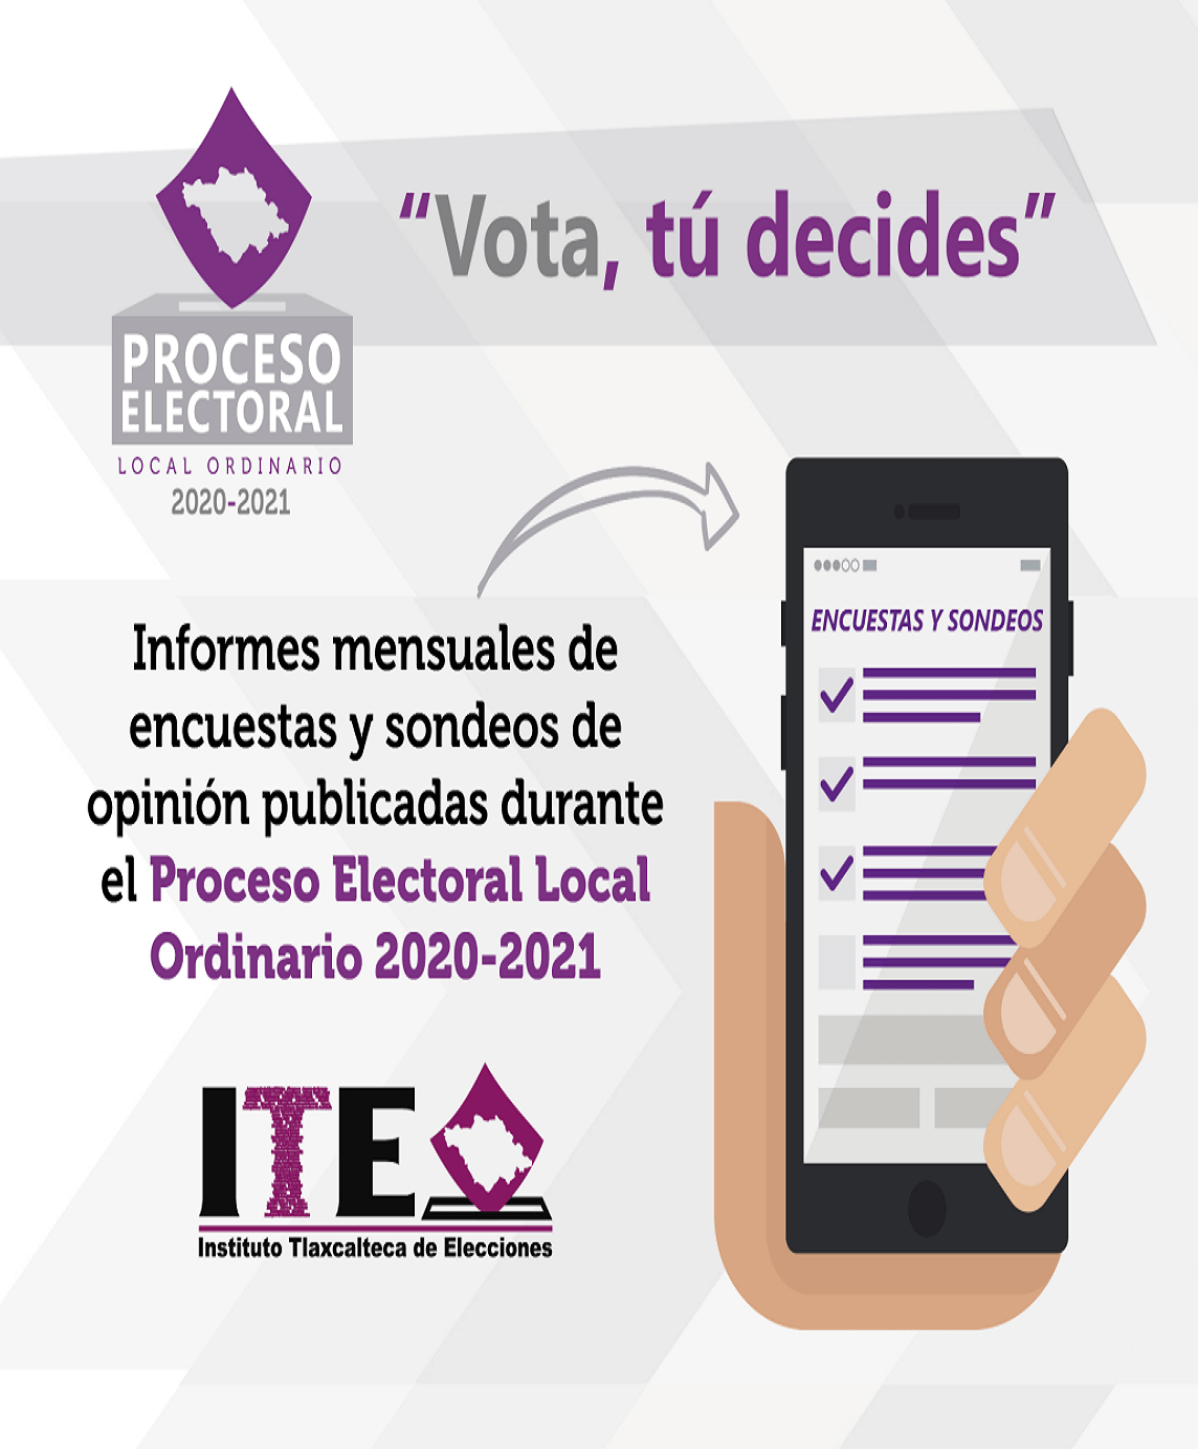 “Vota, tú decides”
PROCESO
ELECTORAL
LOCAL ORDINARIO
2020-2021
Informes mensuales de
encuestas y sondeos de
opinión publicadas durante
el Proceso Electoral Local
Ordinario 2020-2021
ENCUESTAS Y SONDEOS
ITE
Instituto Tlaxcalteca de Elecciones